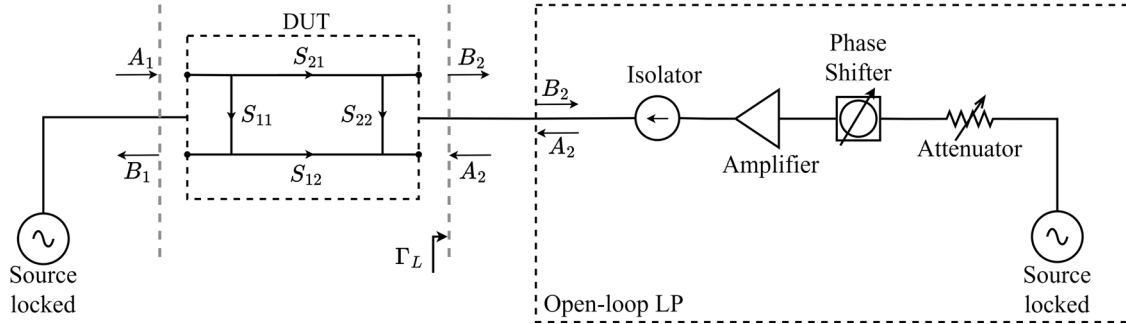 DUT
A₁
S₂₁
B₂
S₁₁
S₂₂
B₁
S₁₂
A₂
Γ_L
Source
locked
B₂
A₂
Isolator
Amplifier
Phase
Shifter
Attenuator
Source
locked
Open-loop LP